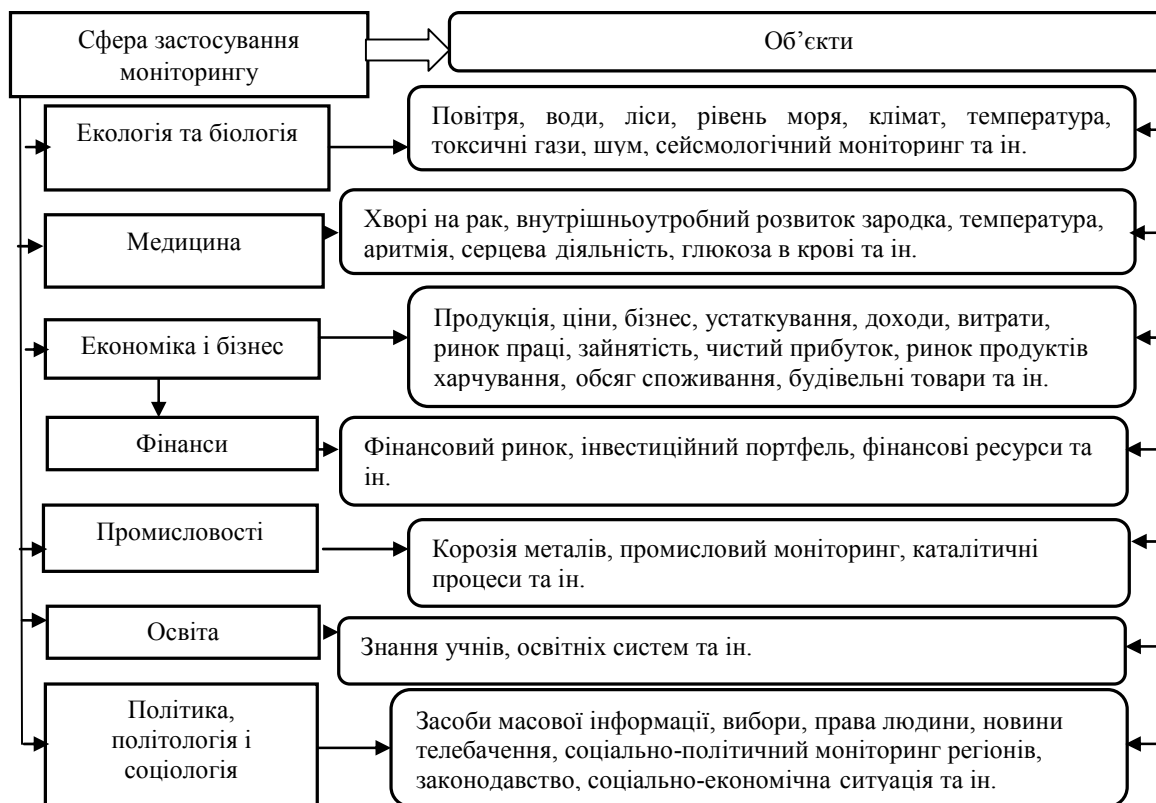 Сфера застосування
моніторингу
Об’єкти
Екологія та біологія
Повітря, води, ліси, рівень моря, клімат, температура,
токсичні гази, шум, сейсмологічний моніторинг та ін.
Медицина
Хворі на рак, внутрішньоутробний розвиток зародка, температура,
аритмія, серцева діяльність, глюкоза в крові та ін.
Економіка і бізнес
Продукція, ціни, бізнес, устаткування, доходи, витрати,
ринок праці, зайнятість, чистий прибуток, ринок продуктів
харчування, обсяг споживання, будівельні товари та ін.
Фінанси
Фінансовий ринок, інвестиційний портфель, фінансові ресурси та
ін.
Промисловості
Корозія металів, промисловий моніторинг, каталітичні
процеси та ін.
Освіта
Знання учнів, освітніх систем та ін.
Політика,
політологія і
соціологія
Засоби масової інформації, вибори, права людини, новини
телебачення, соціально-політичний моніторинг регіонів,
законодавство, соціально-економічна ситуація та ін.